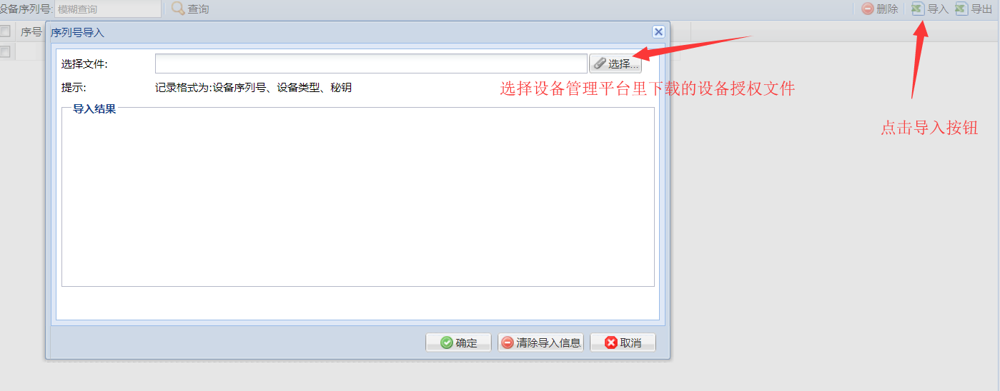 设备序列号: 模糊查询 查询 删除 导入 导出
序号
序列号导入
选择文件: 选择...
提示: 记录格式为:设备序列号、设备类型、秘钥
选择设备管理平台里下载的设备授权文件
导入结果
点击导入按钮
确定 清除导入信息 取消